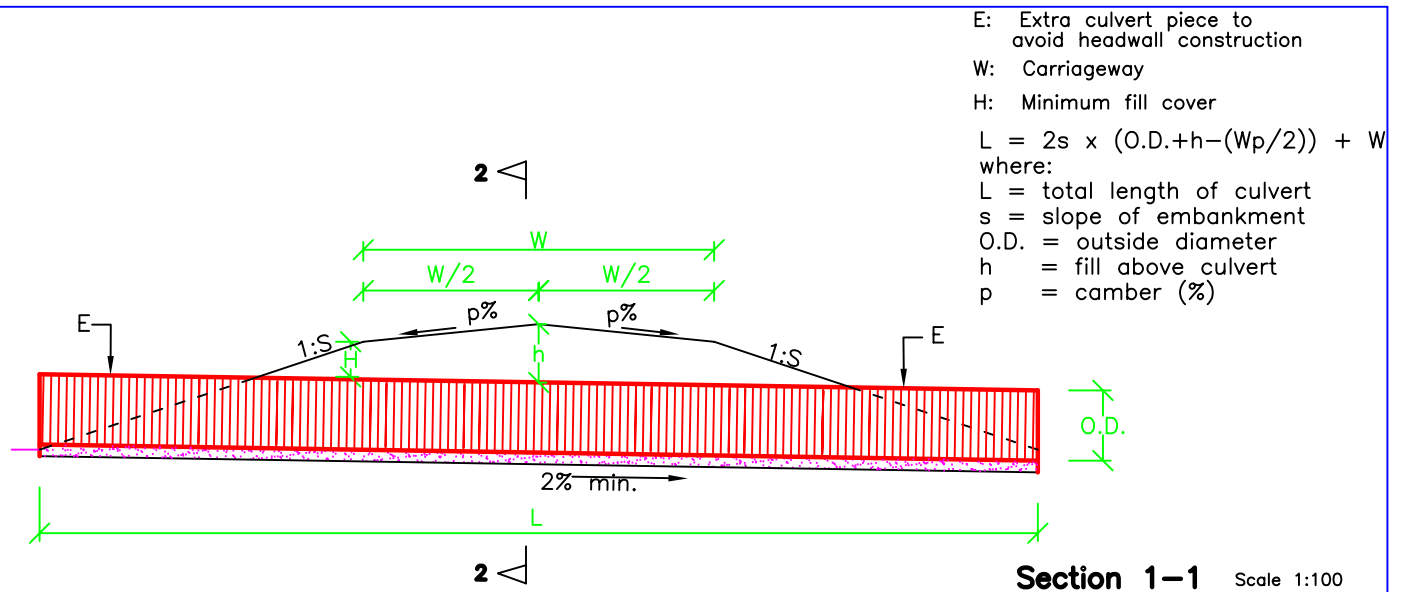 E: Extra culvert piece to
avoid headwall construction
W: Carriageway
H: Minimum fill cover
L = 2s x (O.D.+h-(Wp/2)) + W
where:
L = total length of culvert
s = slope of embankment
O.D. = outside diameter
h = fill above culvert
p = camber (%)
2
W
W/2 W/2
p% p%
E E
1:S H h 1:S
O.D.
2% min.
L
2
Section 1-1 Scale 1:100